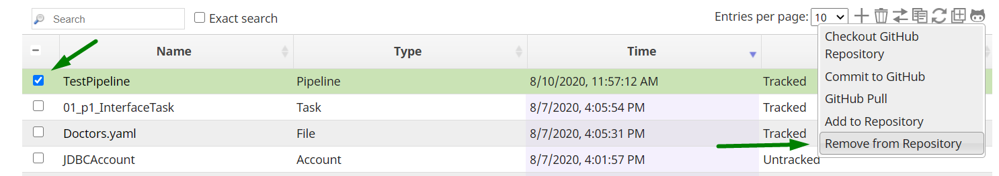 Search
Exact search
Entries per page: 10
Checkout GitHub
Repository
Commit to GitHub
GitHub Pull
Add to Repository
Remove from Repository
Name Type Time
TestPipeline Pipeline 8/10/2020, 11:57:12 AM Tracked
01_p1_InterfaceTask Task 8/7/2020, 4:05:54 PM Tracked
Doctors.yaml File 8/7/2020, 4:05:31 PM Tracked
JDBCAccount Account 8/7/2020, 4:01:57 PM Untracked